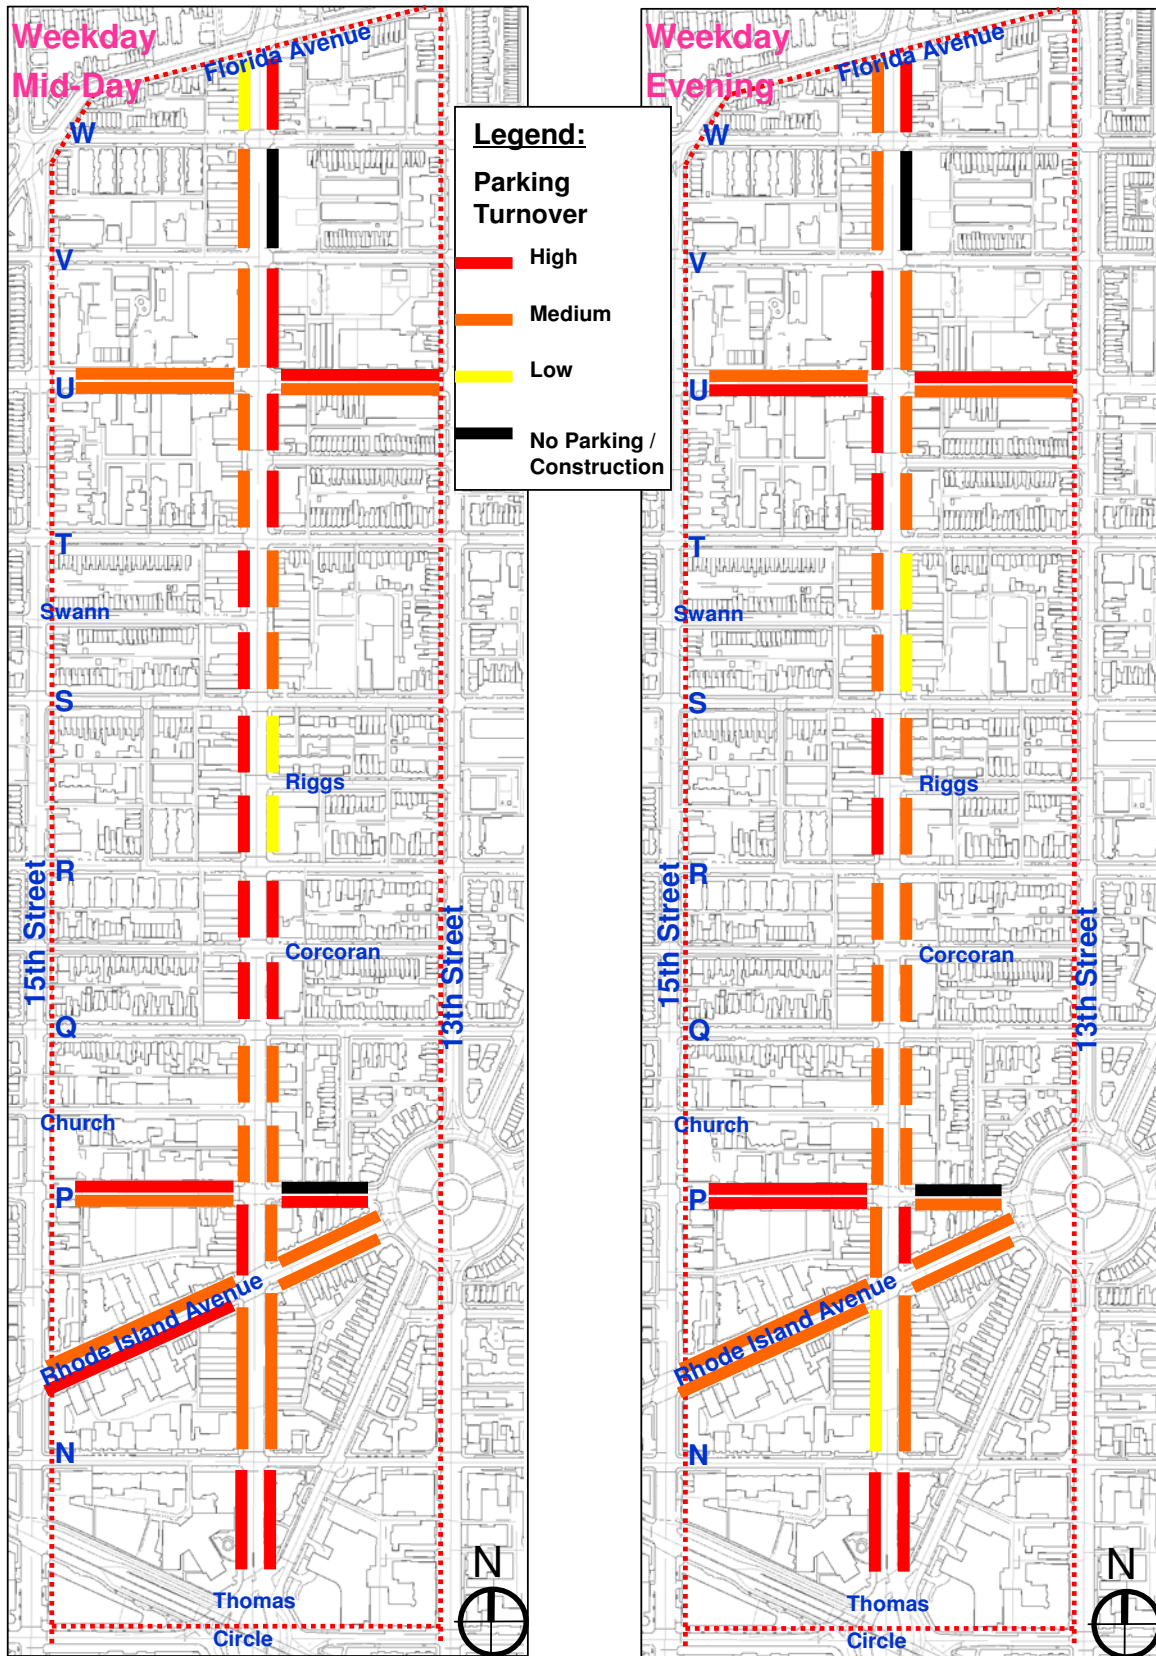 Weekday
Mid-Day
Florida Avenue
W
V
U
T
Swann
S
Riggs
R
15th Street
Corcoran
13th Street
Q
Church
P
Rhode Island Avenue
N
N
Thomas
Circle
Legend:
Parking
Turnover
High
Medium
Low
No Parking /
Construction
Weekday
Evening
Florida Avenue
W
V
U
T
Swann
S
Riggs
R
15th Street
Corcoran
13th Street
Q
Church
P
Rhode Island Avenue
N
N
Thomas
Circle